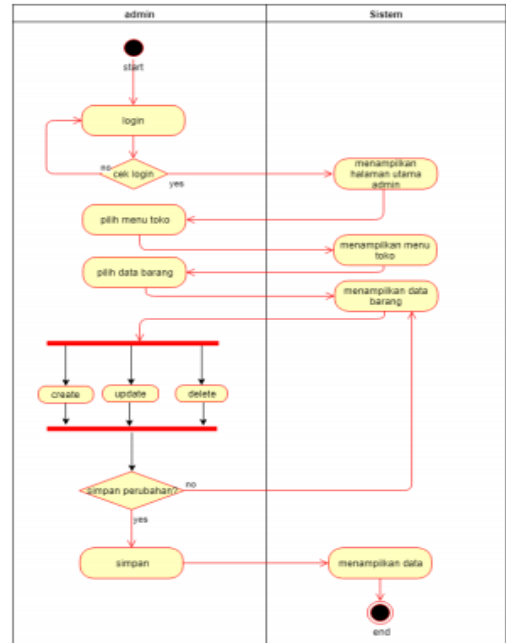 admin
Sistem
start
login
no
cek login
yes
menampilkan
halaman utama
admin
pilih menu toko
menampilkan menu
toko
pilih data barang
menampilkan data
barang
create
update
delete
simpan perubahan?
no
yes
simpan
menampilkan data
end